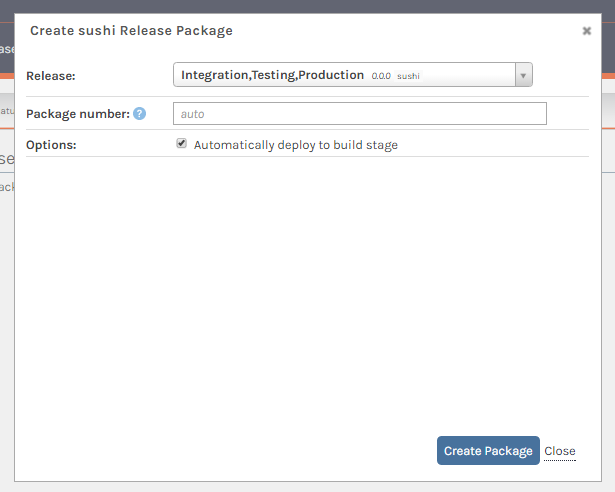 Create sushi Release Package
Release: Integration,Testing,Production 0.0.0 sushi
Package number: ? auto
Options: Automatically deploy to build stage
Create Package Close